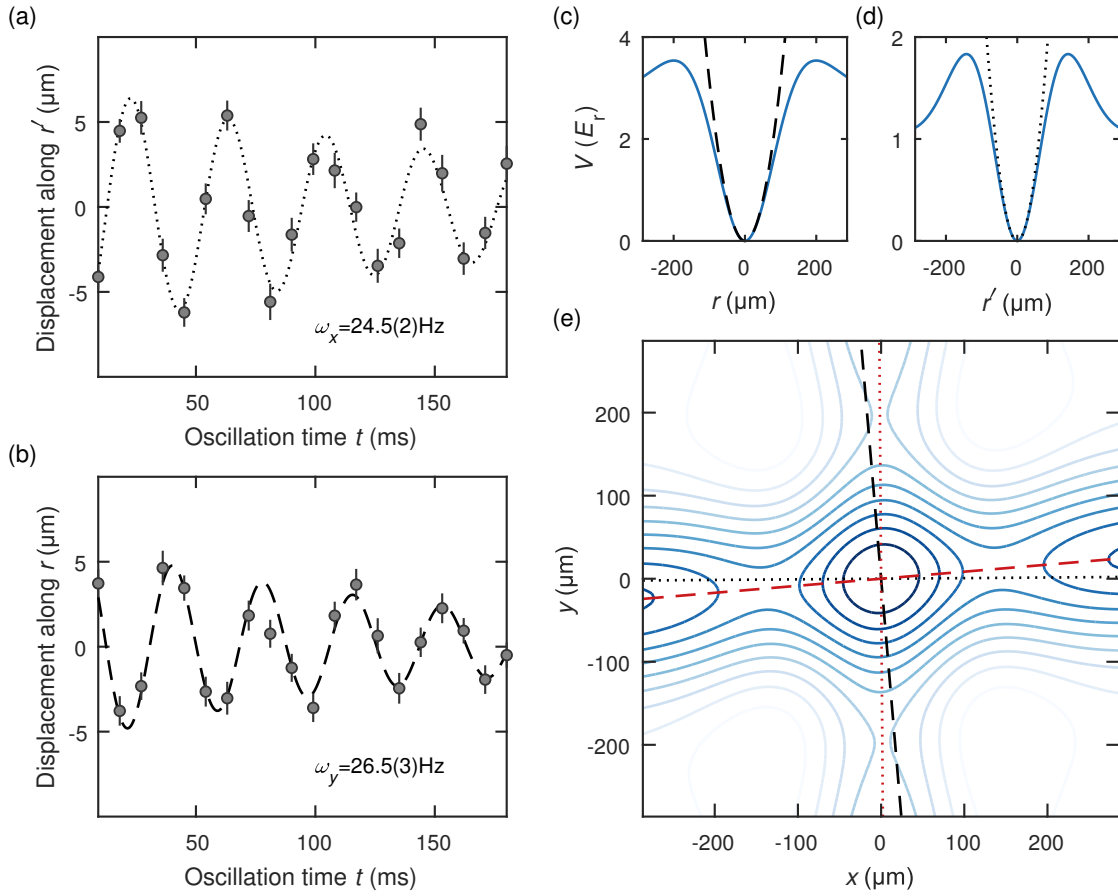 (a)
Displacement along r′ (μm)
5
0
-5
50
100
150
Oscillation time t (ms)
ωx=24.5(2)Hz
(b)
Displacement along r (μm)
5
0
-5
50
100
150
Oscillation time t (ms)
ωy=26.5(3)Hz
(c)
V (Er)
4
2
0
-200
0
200
r (μm)
(d)
2
1
0
-200
0
200
r′ (μm)
(e)
y (μm)
200
100
0
-100
-200
-200
-100
0
100
200
x (μm)